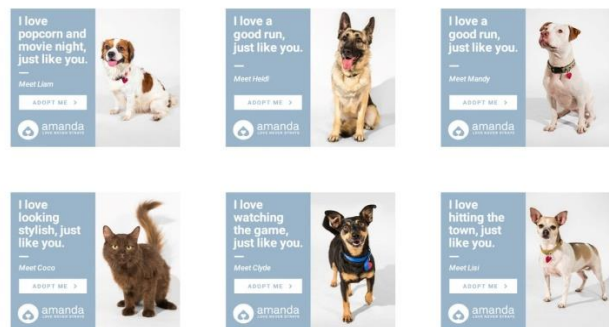 I love
popcorn and
movie night,
just like you.
Meet Liam
ADOPT ME >
amanda
I love a
good run,
just like you.
Meet Heidi
ADOPT ME >
amanda
I love a
good run,
just like you.
Meet Mandy
ADOPT ME >
amanda
I love
looking
stylish, just
like you.
Meet Coco
ADOPT ME >
amanda
I love
watching
the game,
just like you.
Meet Clyde
ADOPT ME >
amanda
I love
hitting the
town, just
like you.
Meet
ADOPT ME >
amanda